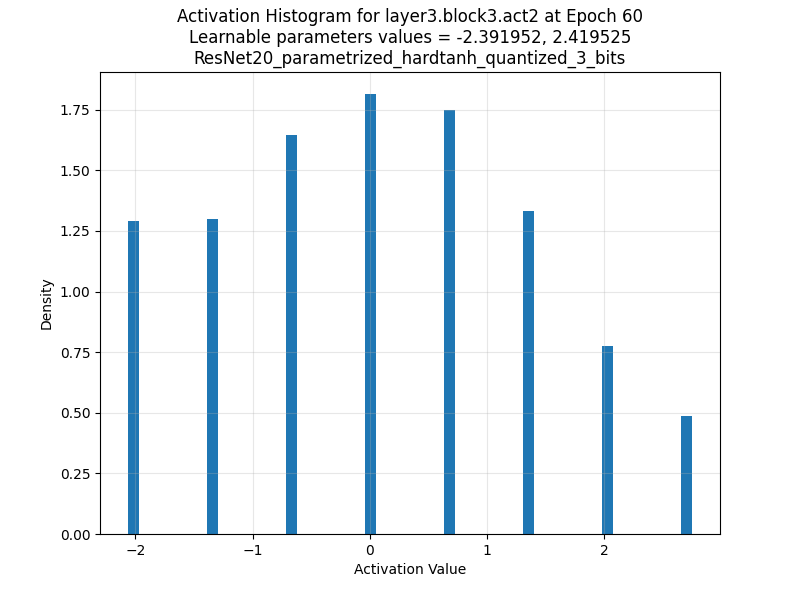 Activation Histogram for layer3.block3.act2 at Epoch 60
Learnable parameters values = -2.391952, 2.419525
ResNet20_parametrized_hardtanh_quantized_3_bits
1.75
1.50
1.25
1.00
0.75
0.50
0.25
0.00
Density
−2
−1
0
1
2
Activation Value